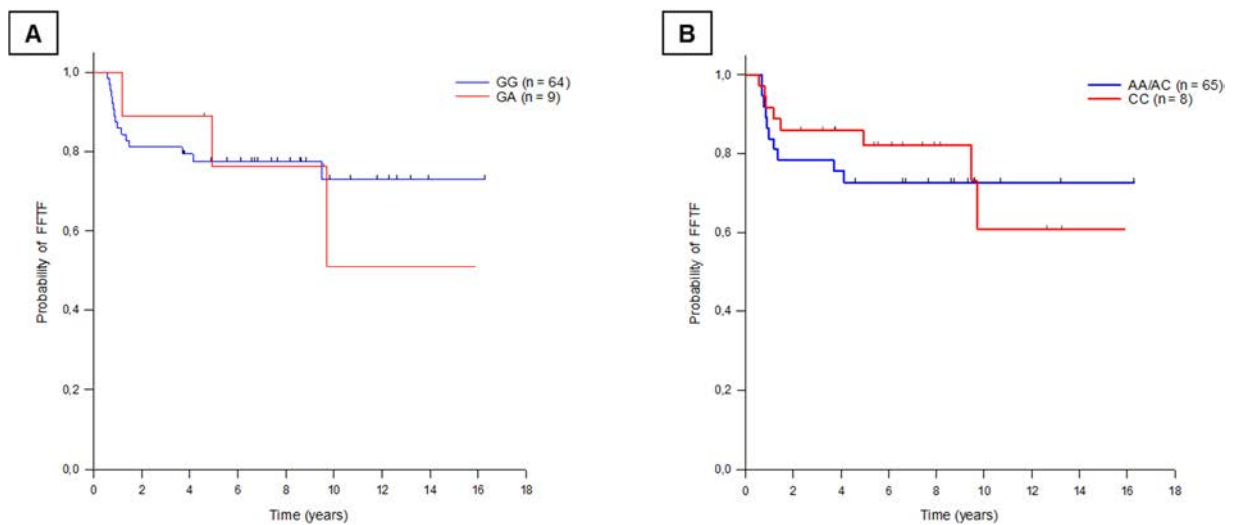 A
GG (n = 64)
GA (n = 9)
Probability of FFTF
1,0
0,8
0,6
0,4
0,2
0,0
0 2 4 6 8 10 12 14 16 18
Time (years)
B
AA/AC (n = 65)
CC (n = 8)
Probability of FFTF
1,0
0,8
0,6
0,4
0,2
0,0
0 2 4 6 8 10 12 14 16 18
Time (years)